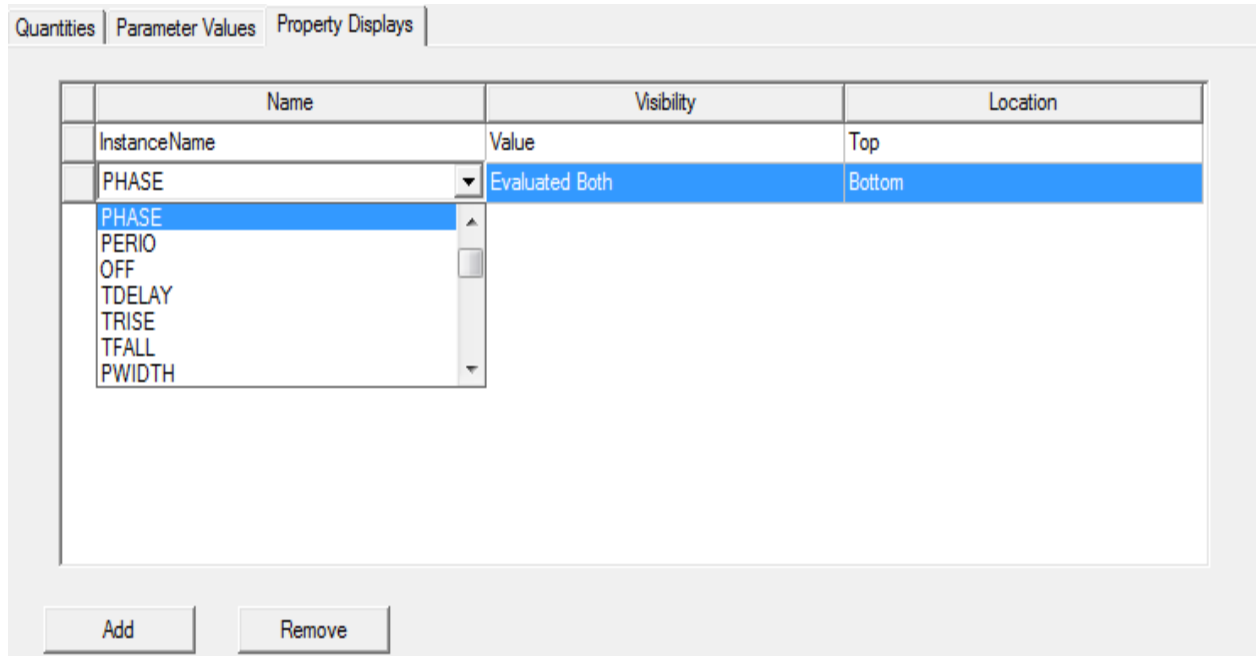 Quantities Parameter Values Property Displays
Name Visibility Location
InstanceName Value Top
PHASE Evaluated Both Bottom
PHASE
PERIO
OFF
TDELAY
TRISE
TFALL
PWIDTH
Add Remove